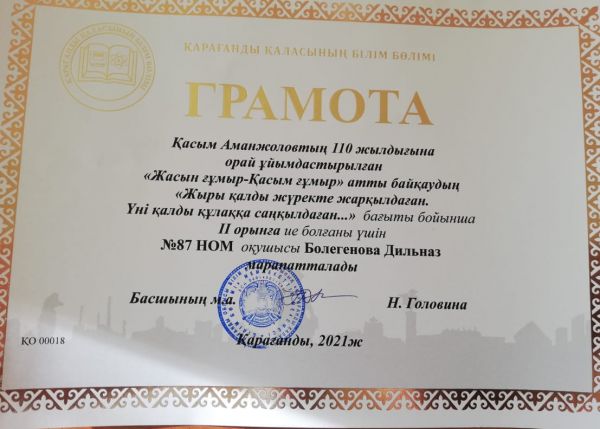 ҚАРАҒАНДЫ ҚАЛАСЫНЫҢ БІЛІМ БӨЛІМІ
ГРАМОТА
Қасым Аманжоловтың 110 жылдығына
орай ұйымдастырылған
«Жасын ғұмыр-Қасым ғұмыр» атты байқаудың
«Жыры қалды жүректе жарқылдаған.
Үні қалды құлаққа саңқылдаған...» бағыты бойынша
II орынға ие болғаны үшін
№87 НОМ оқушысы Болегенова Дильназ
марапатталады
Басшының м.а.
Н. Головина
Қарағанды, 2021ж
ҚО 00018